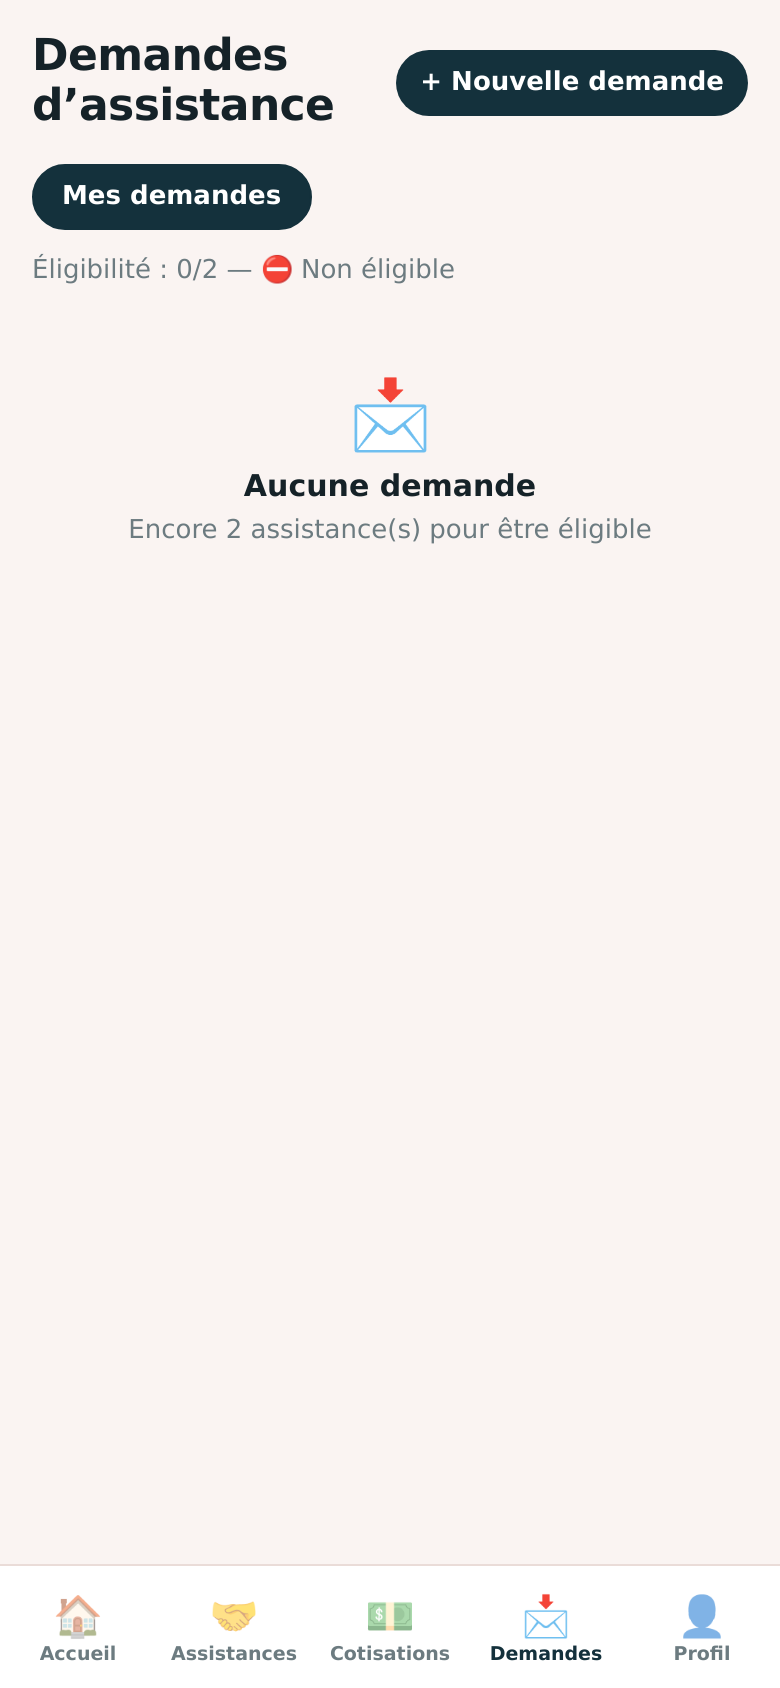 Demandes
d’assistance
+ Nouvelle demande
Mes demandes
Éligibilité : 0/2 — ⛔ Non éligible
Aucune demande
Encore 2 assistance(s) pour être éligible
Accueil
Assistances
Cotisations
Demandes
Profil